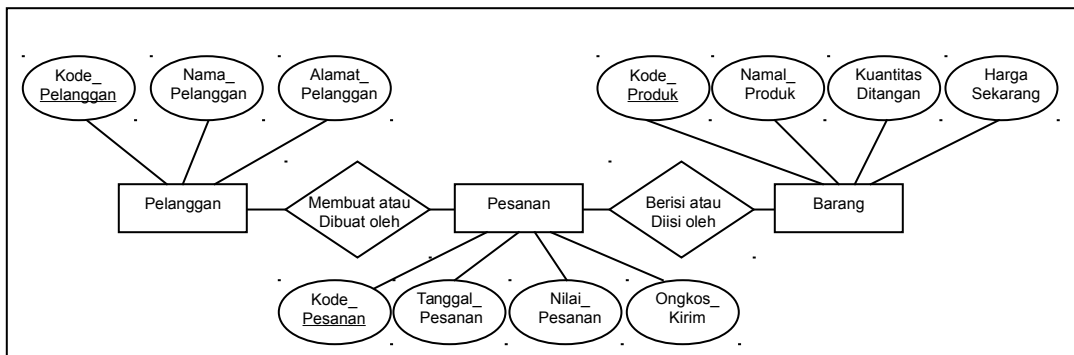 Kode_
Pelanggan
Nama_
Pelanggan
Alamat_
Pelanggan
Kode_
Produk
Namal_
Produk
Kuantitas
Ditangan
Harga
Sekarang
Pelanggan
Membuat atau
Dibuat oleh
Pesanan
Berisi atau
Diisi oleh
Barang
Kode_
Pesanan
Tanggal_
Pesanan
Nilai_
Pesanan
Ongkos_
Kirim